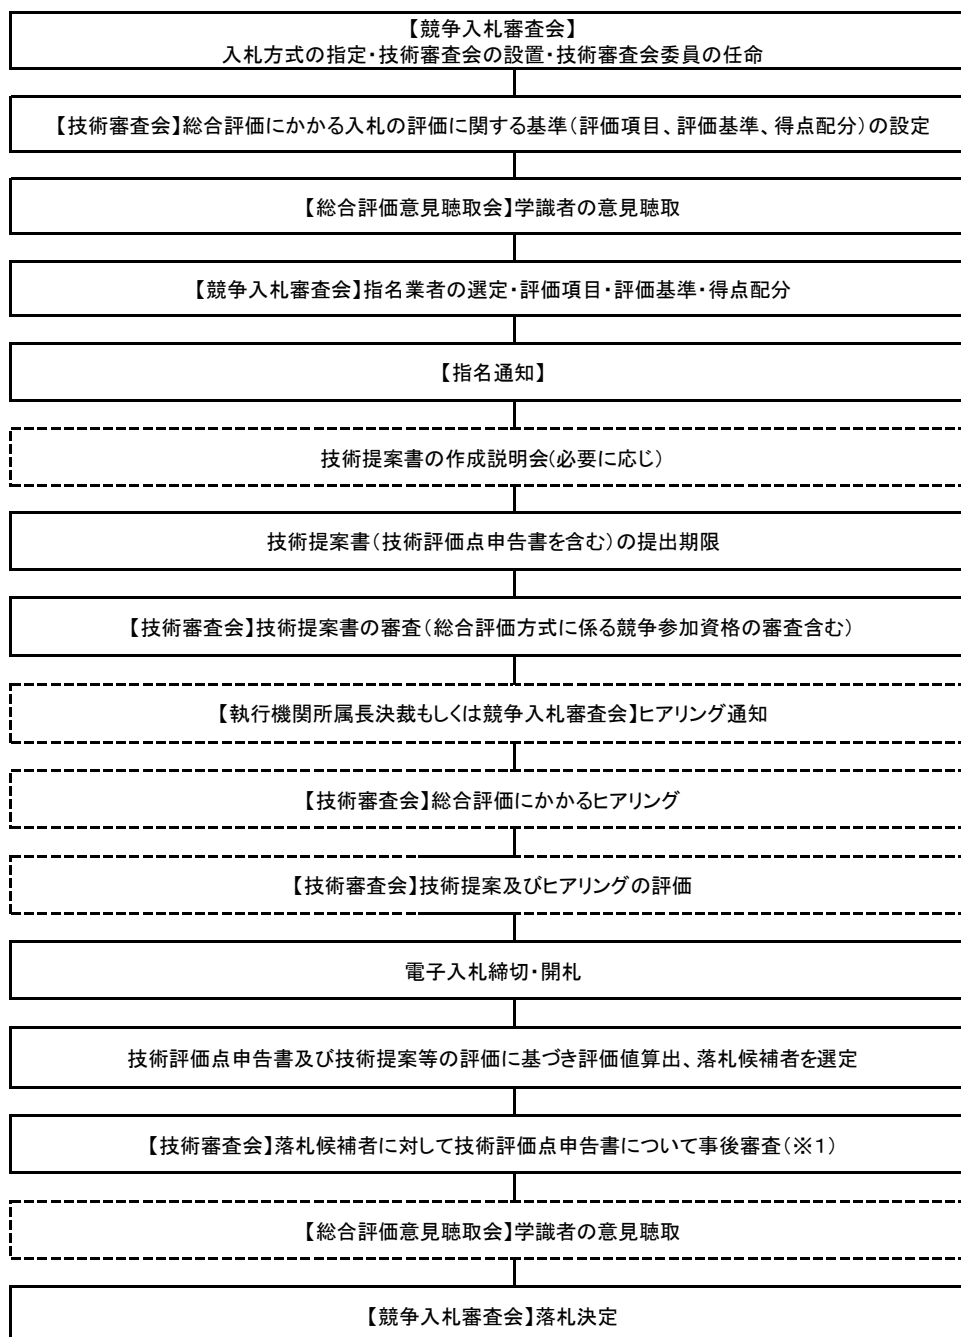 【競争入札審査会】
入札方式の指定・技術審査会の設置・技術審査会委員の任命
【技術審査会】総合評価にかかる入札の評価に関する基準(評価項目、評価基準、得点配分)の設定
【総合評価意見聴取会】学識者の意見聴取
【競争入札審査会】指名業者の選定・評価項目・評価基準・得点配分
【指名通知】
技術提案書の作成説明会(必要に応じ)
技術提案書(技術評価点申告書を含む)の提出期限
【技術審査会】技術提案書の審査(総合評価方式に係る競争参加資格の審査含む)
【執行機関所属長決裁もしくは競争入札審査会】ヒアリング通知
【技術審査会】総合評価にかかるヒアリング
【技術審査会】技術提案及びヒアリングの評価
電子入札締切・開札
技術評価点申告書及び技術提案等の評価に基づき評価値算出、落札候補者を選定
【技術審査会】落札候補者に対して技術評価点申告書について事後審査(※1)
【総合評価意見聴取会】学識者の意見聴取
【競争入札審査会】落札決定